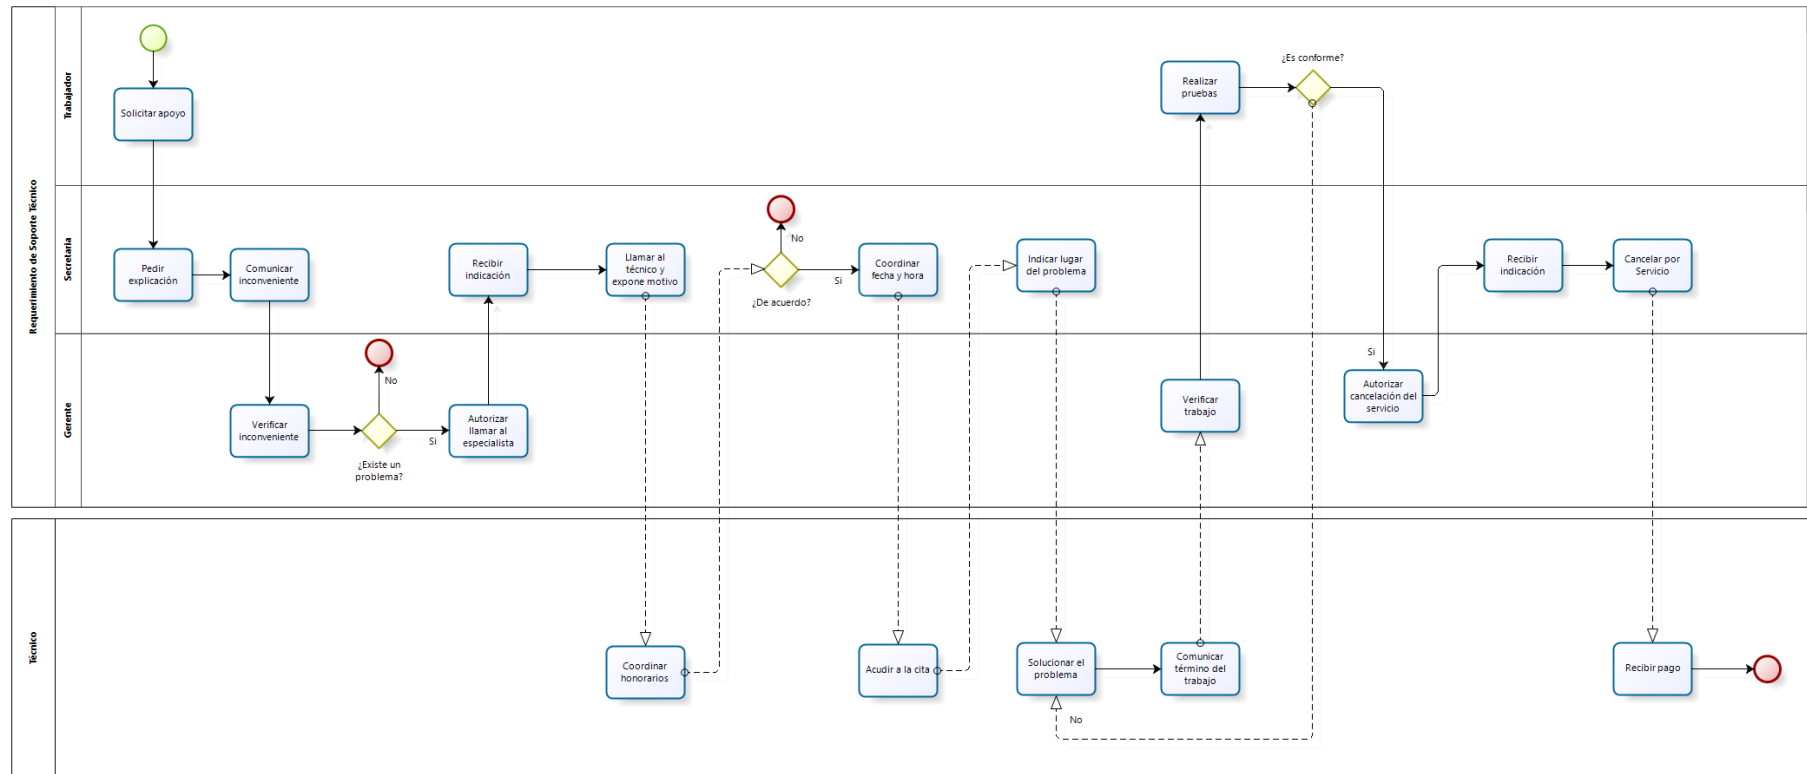 Requerimiento de Soporte Técnico
Trabajador
Solicitar apoyo
Realizar
pruebas
¿Es conforme?
Secretaria
Pedir
explicación
Comunicar
inconveniente
Recibir
indicación
Llamar al
técnico y
expone motivo
No
¿De acuerdo?
Si
Coordinar
fecha y hora
Indicar lugar
del problema
Recibir
indicación
Cancelar por
Servicio
Gerente
Verificar
inconveniente
No
¿Existe un
problema?
Si
Autorizar
llamar al
especialista
Verificar
trabajo
Si
Autorizar
cancelación del
servicio
Técnico
Coordinar
honorarios
Acudir a la cita
Solucionar el
problema
No
Comunicar
término del
trabajo
Recibir pago